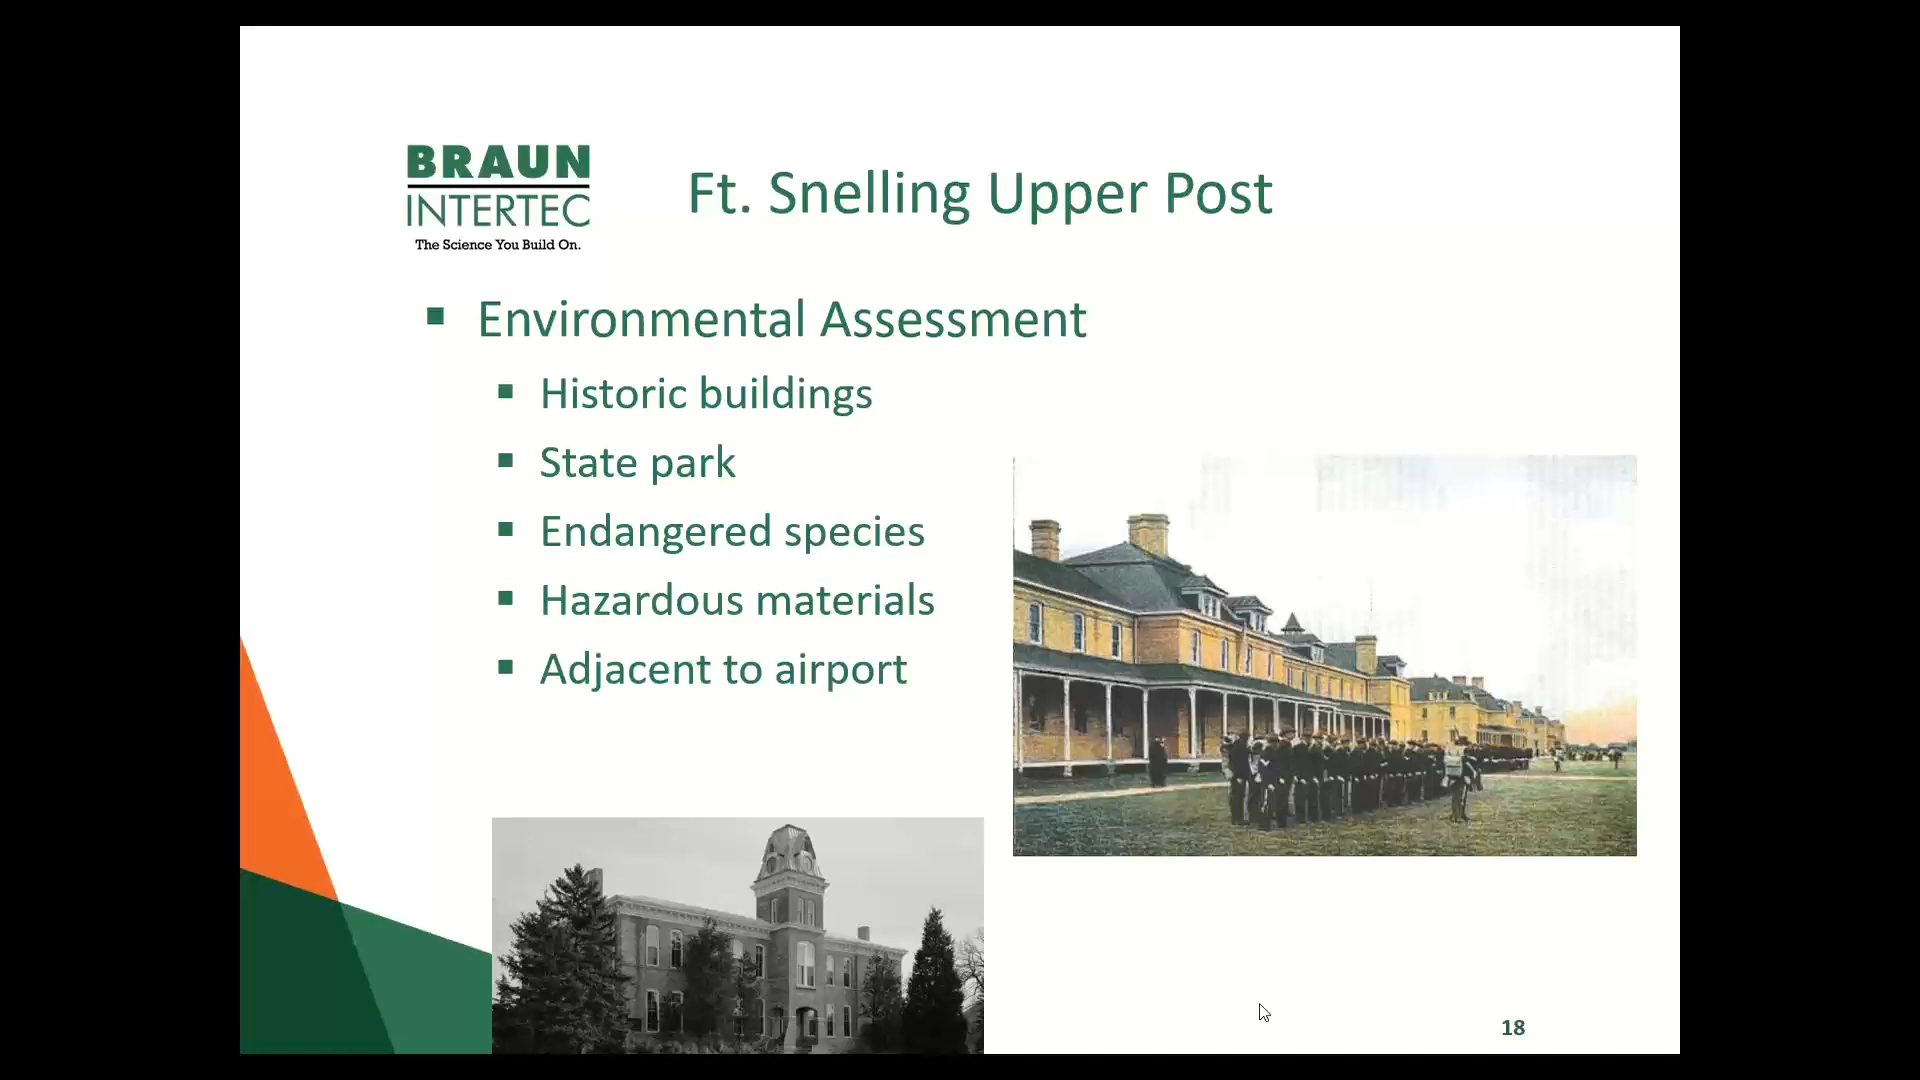 BRAUN
INTERTEC
The Science You Build On.
Ft. Snelling Upper Post
Environmental Assessment
Historic buildings
State park
Endangered species
Hazardous materials
Adjacent to airport
18